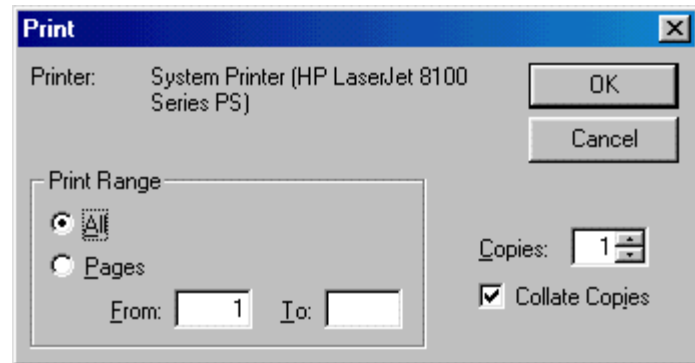 Print
Printer: System Printer (HP LaserJet 8100
Series PS)
OK
Cancel
Print Range
All
Pages
From: 1 To:
Copies: 1
Collate Copies